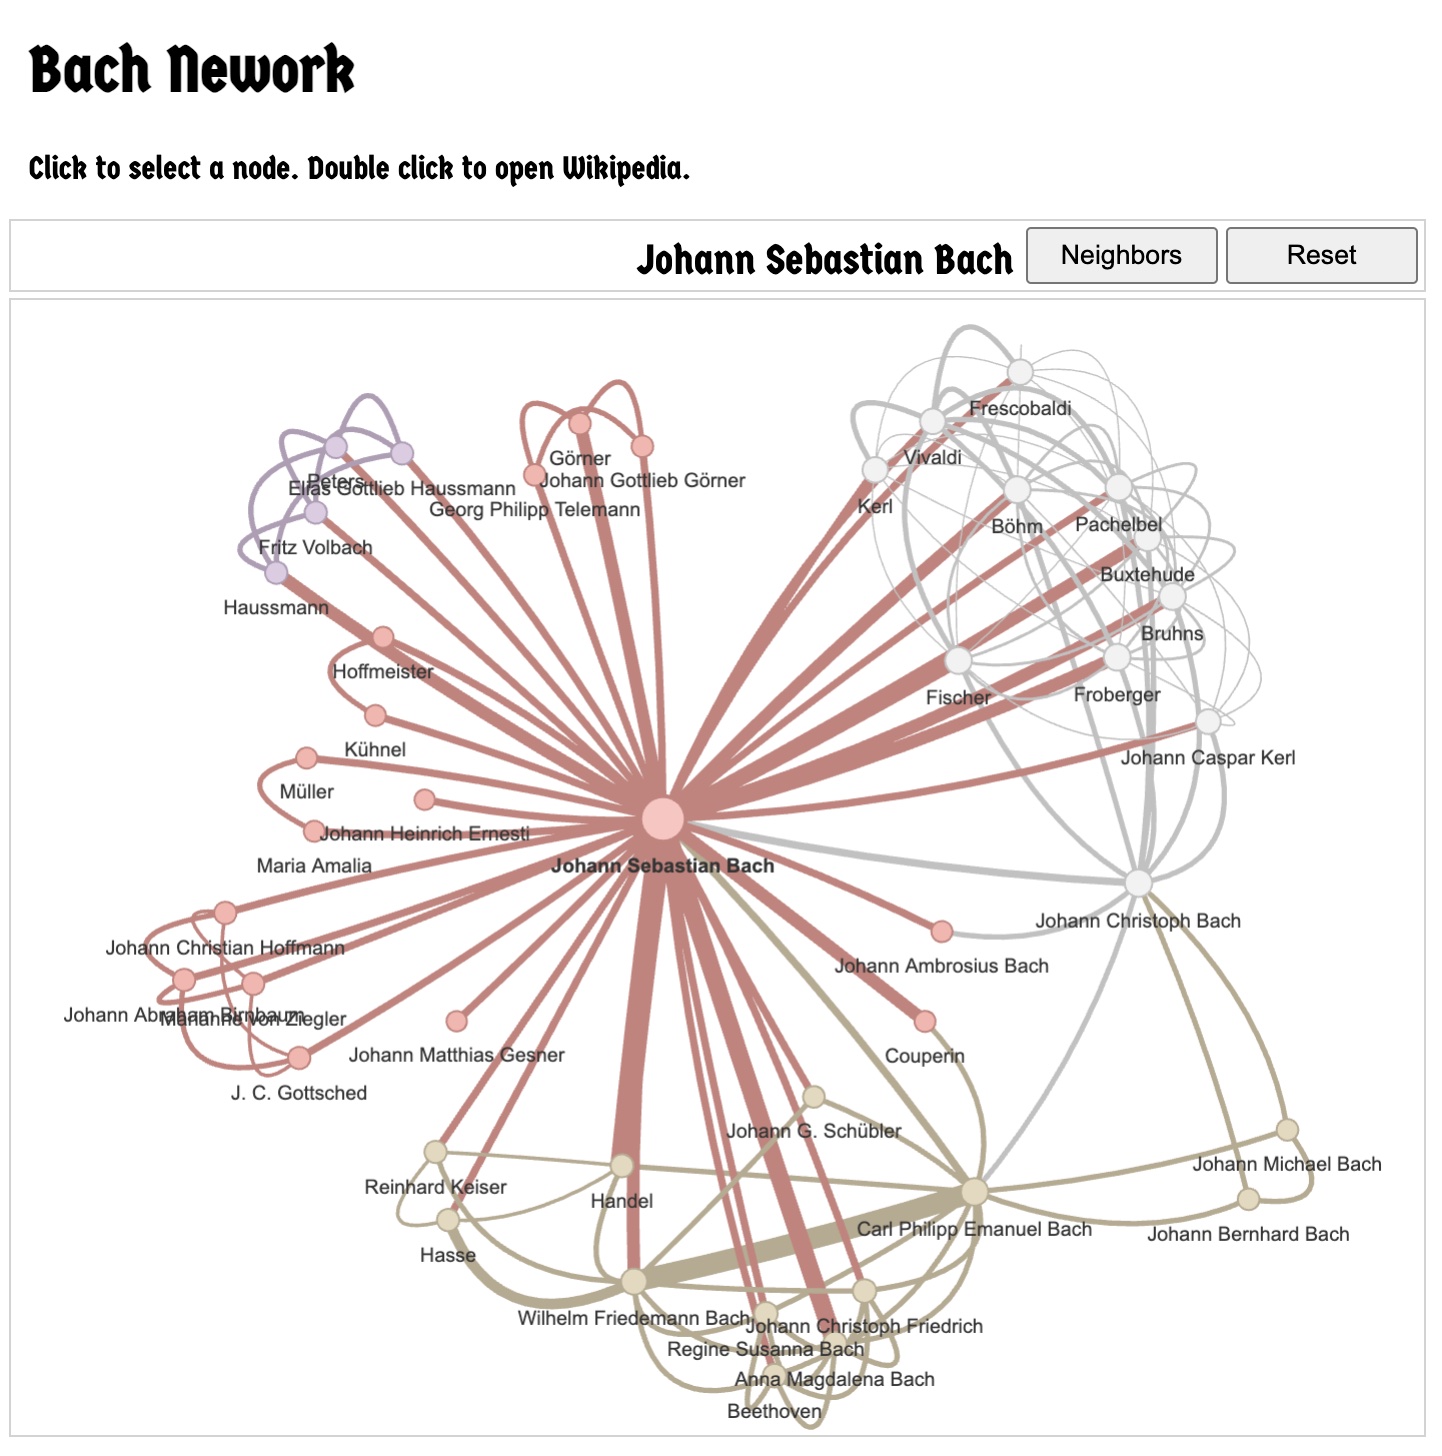 Bach Nework
Click to select a node. Double click to open Wikipedia.
Johann Sebastian Bach
Neighbors
Reset
Frescobaldi
Vivaldi
Görner
Johann Gottlieb Görner
Peters
Elias Gottlieb Haussmann
Georg Philipp Telemann
Kerl
Böhm
Pachelbel
Fritz Volbach
Buxtehude
Haussmann
Bruhns
Hoffmeister
Fischer
Froberger
Kühnel
Johann Caspar Kerl
Müller
Johann Heinrich Ernesti
Maria Amalia
Johann Sebastian Bach
Johann Christoph Bach
Johann Christian Hoffmann
Johann Ambrosius Bach
Johann Abraham Birnbaum
Marianne von Ziegler
Johann Matthias Gesner
Couperin
J. C. Gottsched
Johann G. Schübler
Johann Michael Bach
Reinhard Keiser
Handel
Carl Philipp Emanuel Bach
Johann Bernhard Bach
Hasse
Wilhelm Friedemann Bach
Johann Christoph Friedrich
Regine Susanna Bach
Anna Magdalena Bach
Beethoven